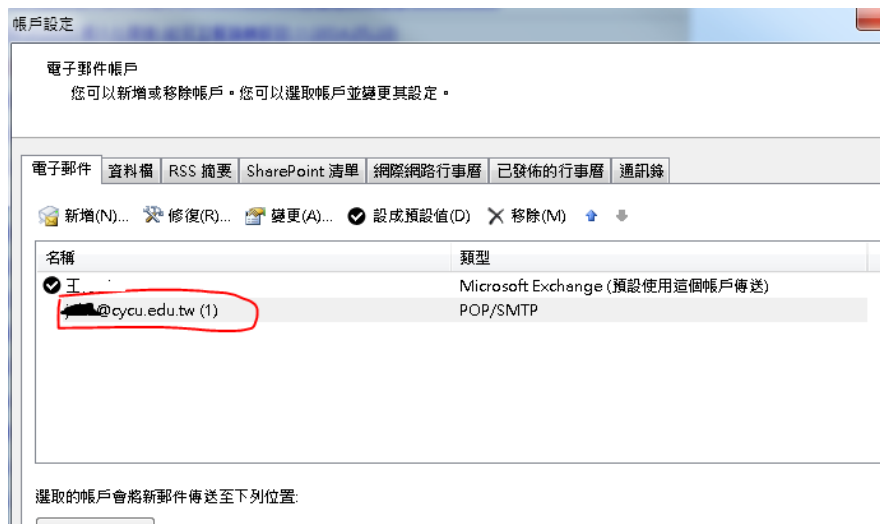 帳戶設定
電子郵件帳戶
您可以新增或移除帳戶。您可以選取帳戶並變更其設定。
電子郵件 資料檔 RSS 摘要 SharePoint 清單 網際網路行事曆 已發佈的行事曆 通訊錄
新增(N)... 修復(R)... 變更(A)... 設成預設值(D) 移除(M)
名稱 類型
王 Microsoft Exchange (預設使用這個帳戶傳送)
@cycu.edu.tw (1) POP/SMTP
選取的帳戶會將新郵件傳送至下列位置: